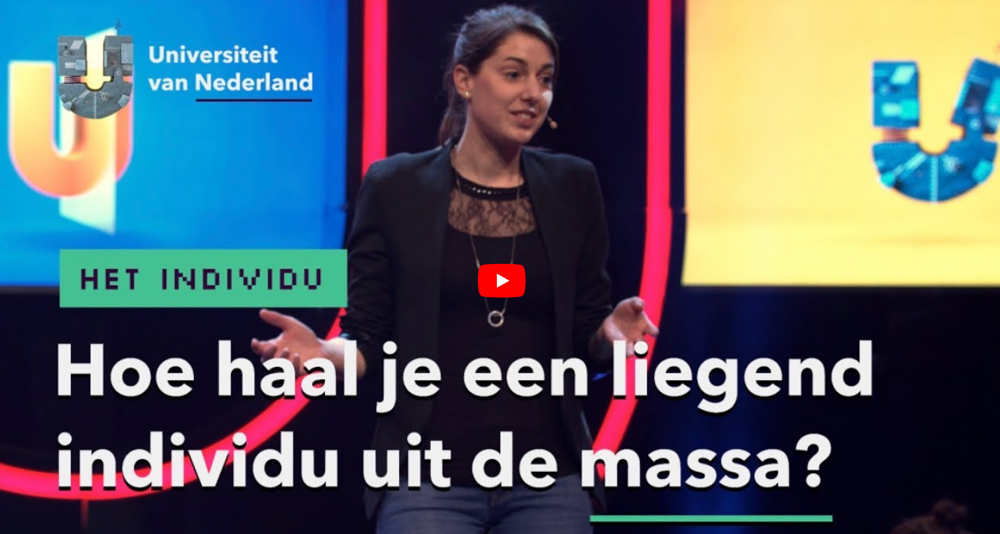 Universiteit
van Nederland
HET INDIVIDU
Hoe haal je een liegend
individu uit de massa?